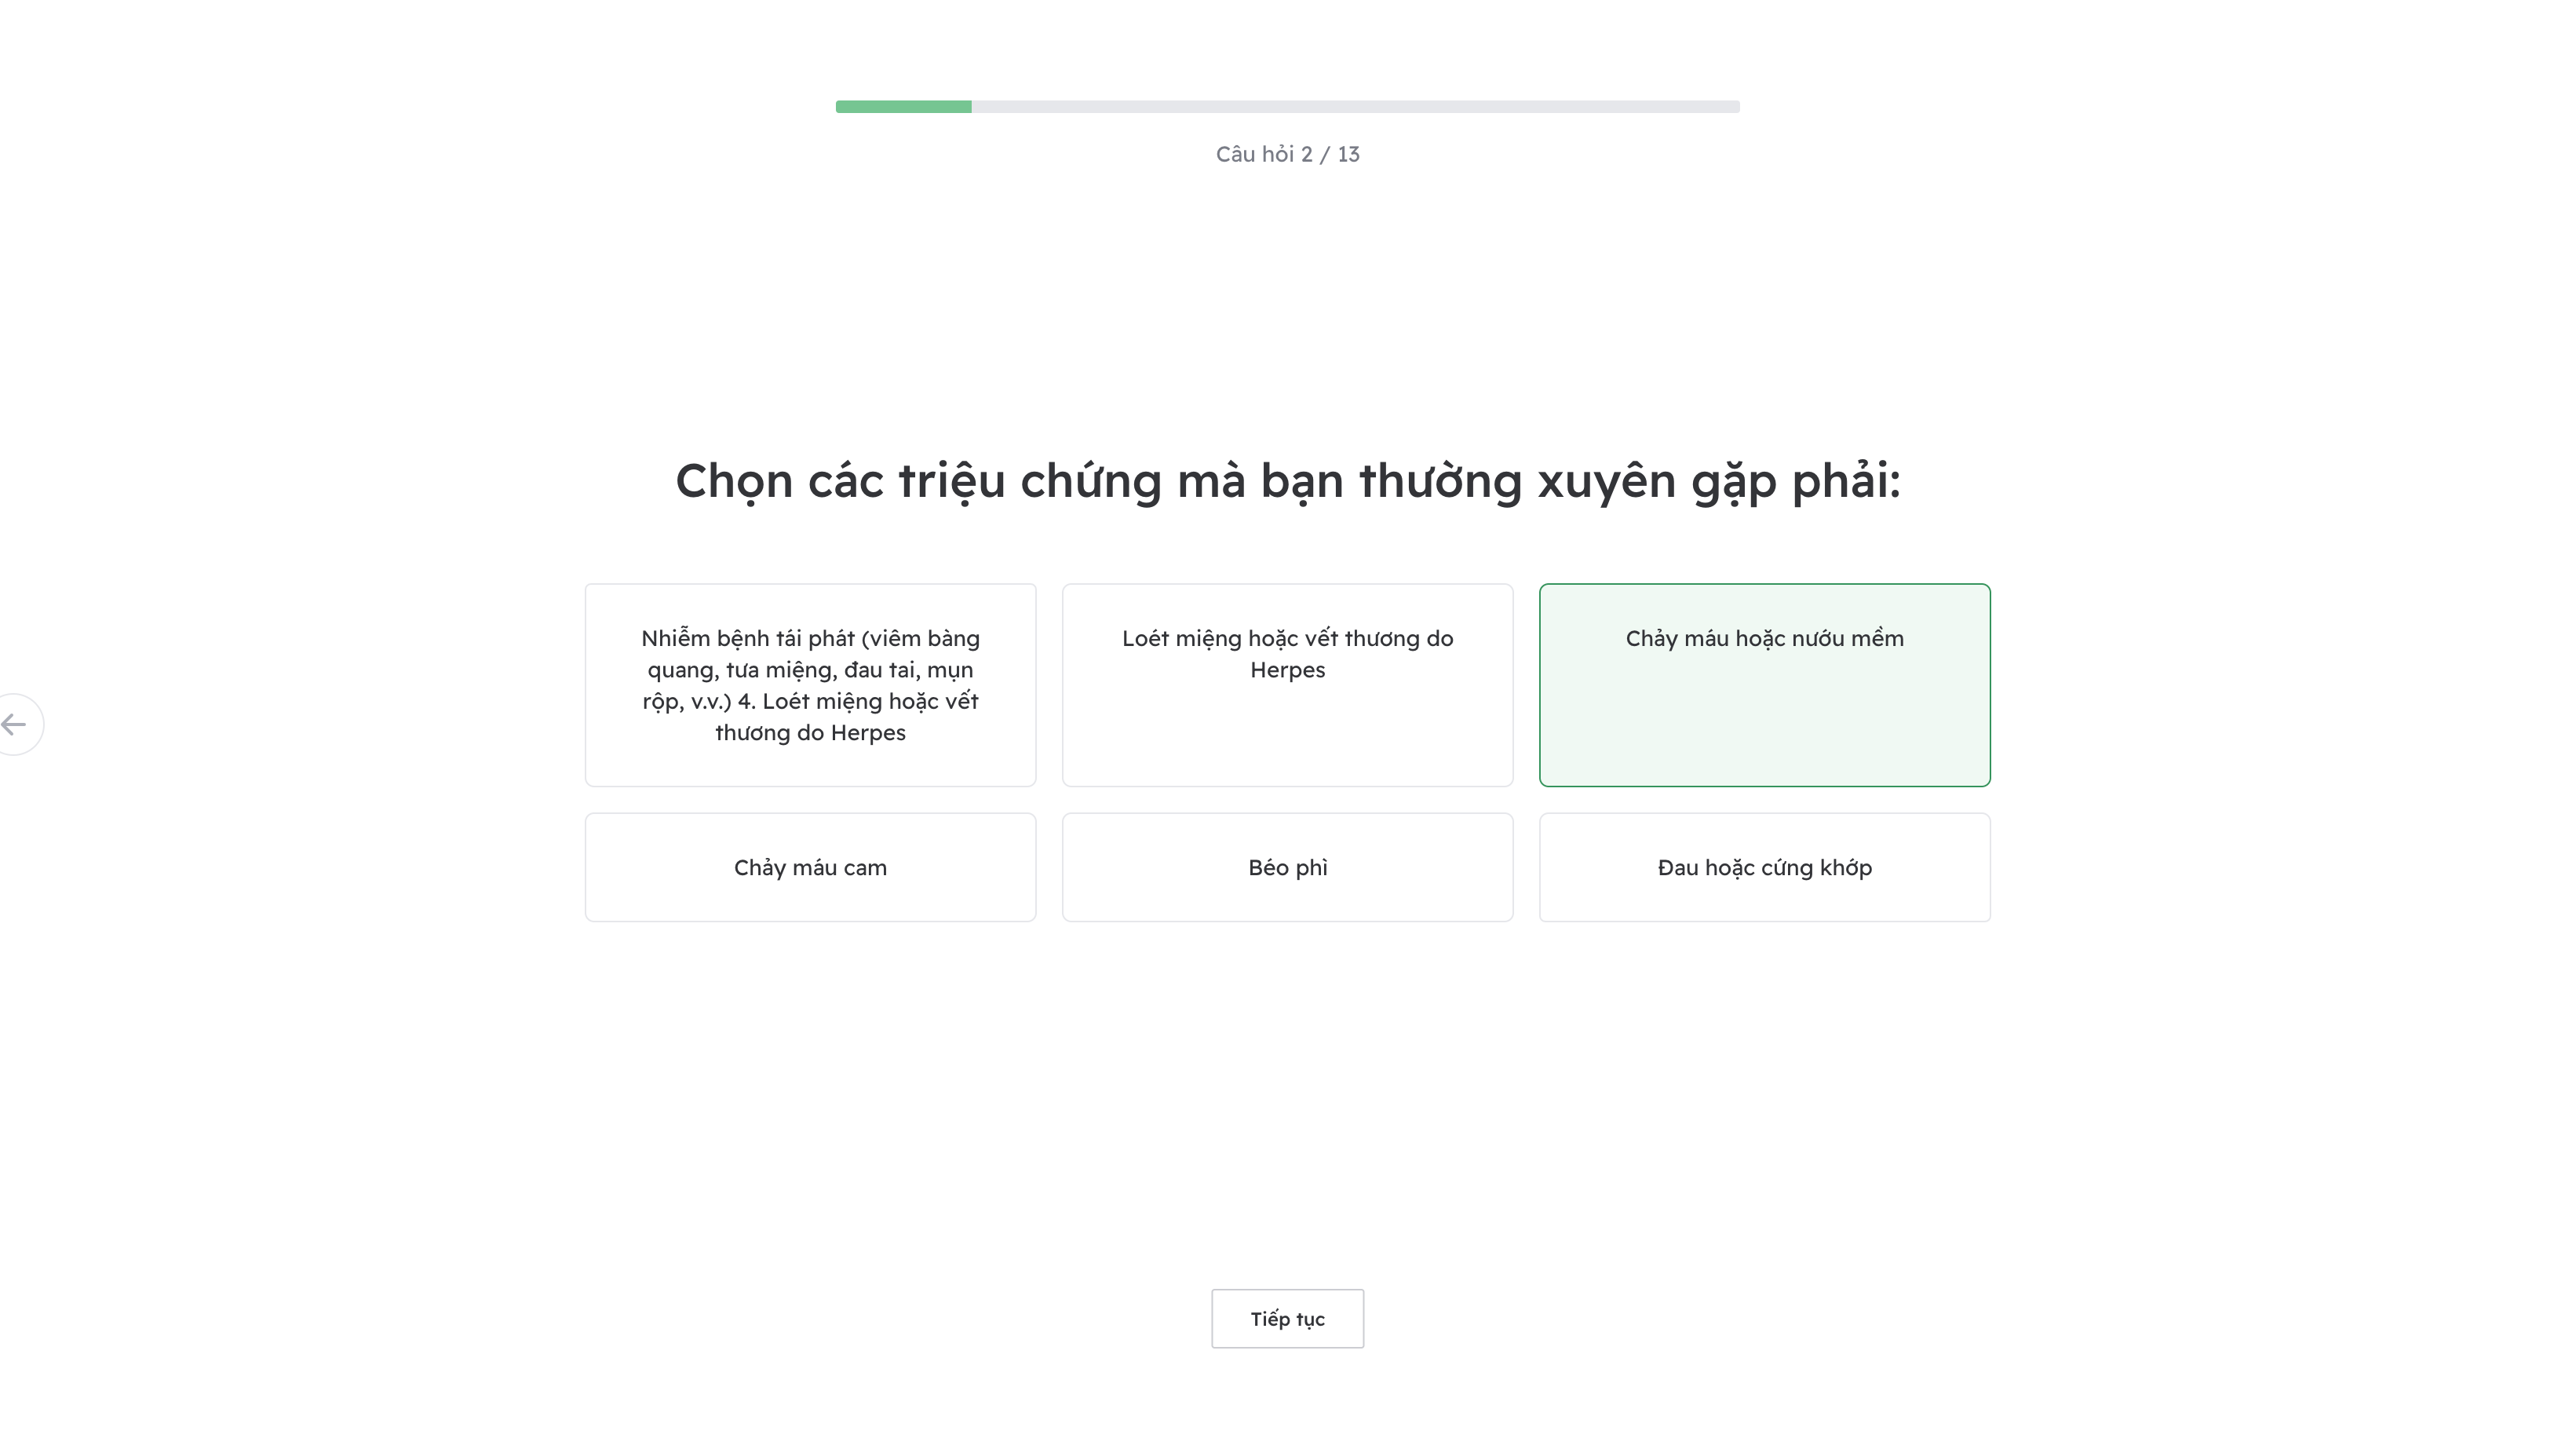 Câu hỏi 2 / 13
Chọn các triệu chứng mà bạn thường xuyên gặp phải:
Nhiễm bệnh tái phát (viêm bàng
quang, tưa miệng, đau tai, mụn
rộp, v.v.) 4. Loét miệng hoặc vết
thương do Herpes
Loét miệng hoặc vết thương do
Herpes
Chảy máu hoặc nướu mềm
Chảy máu cam
Béo phì
Đau hoặc cứng khớp
Tiếp tục